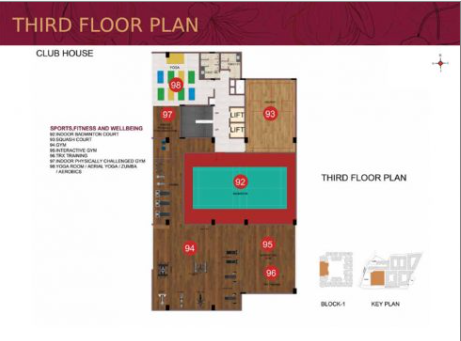 THIRD FLOOR PLAN
CLUB HOUSE
YOGA
98
97
LIFT
LIFT
93
SPORTS,FITNESS AND WELLBEING
92 INDOOR BADMINTON COURT
93 SQUASH COURT
94 GYM
95 INTERACTIVE GYM
96 TRX TRAINING
97 INDOOR PHYSICALLY CHALLENGED GYM
98 YOGA ROOM / AERIAL YOGA / ZUMBA
/ AEROBICS
92
THIRD FLOOR PLAN
94
95
96
BLOCK-1
KEY PLAN